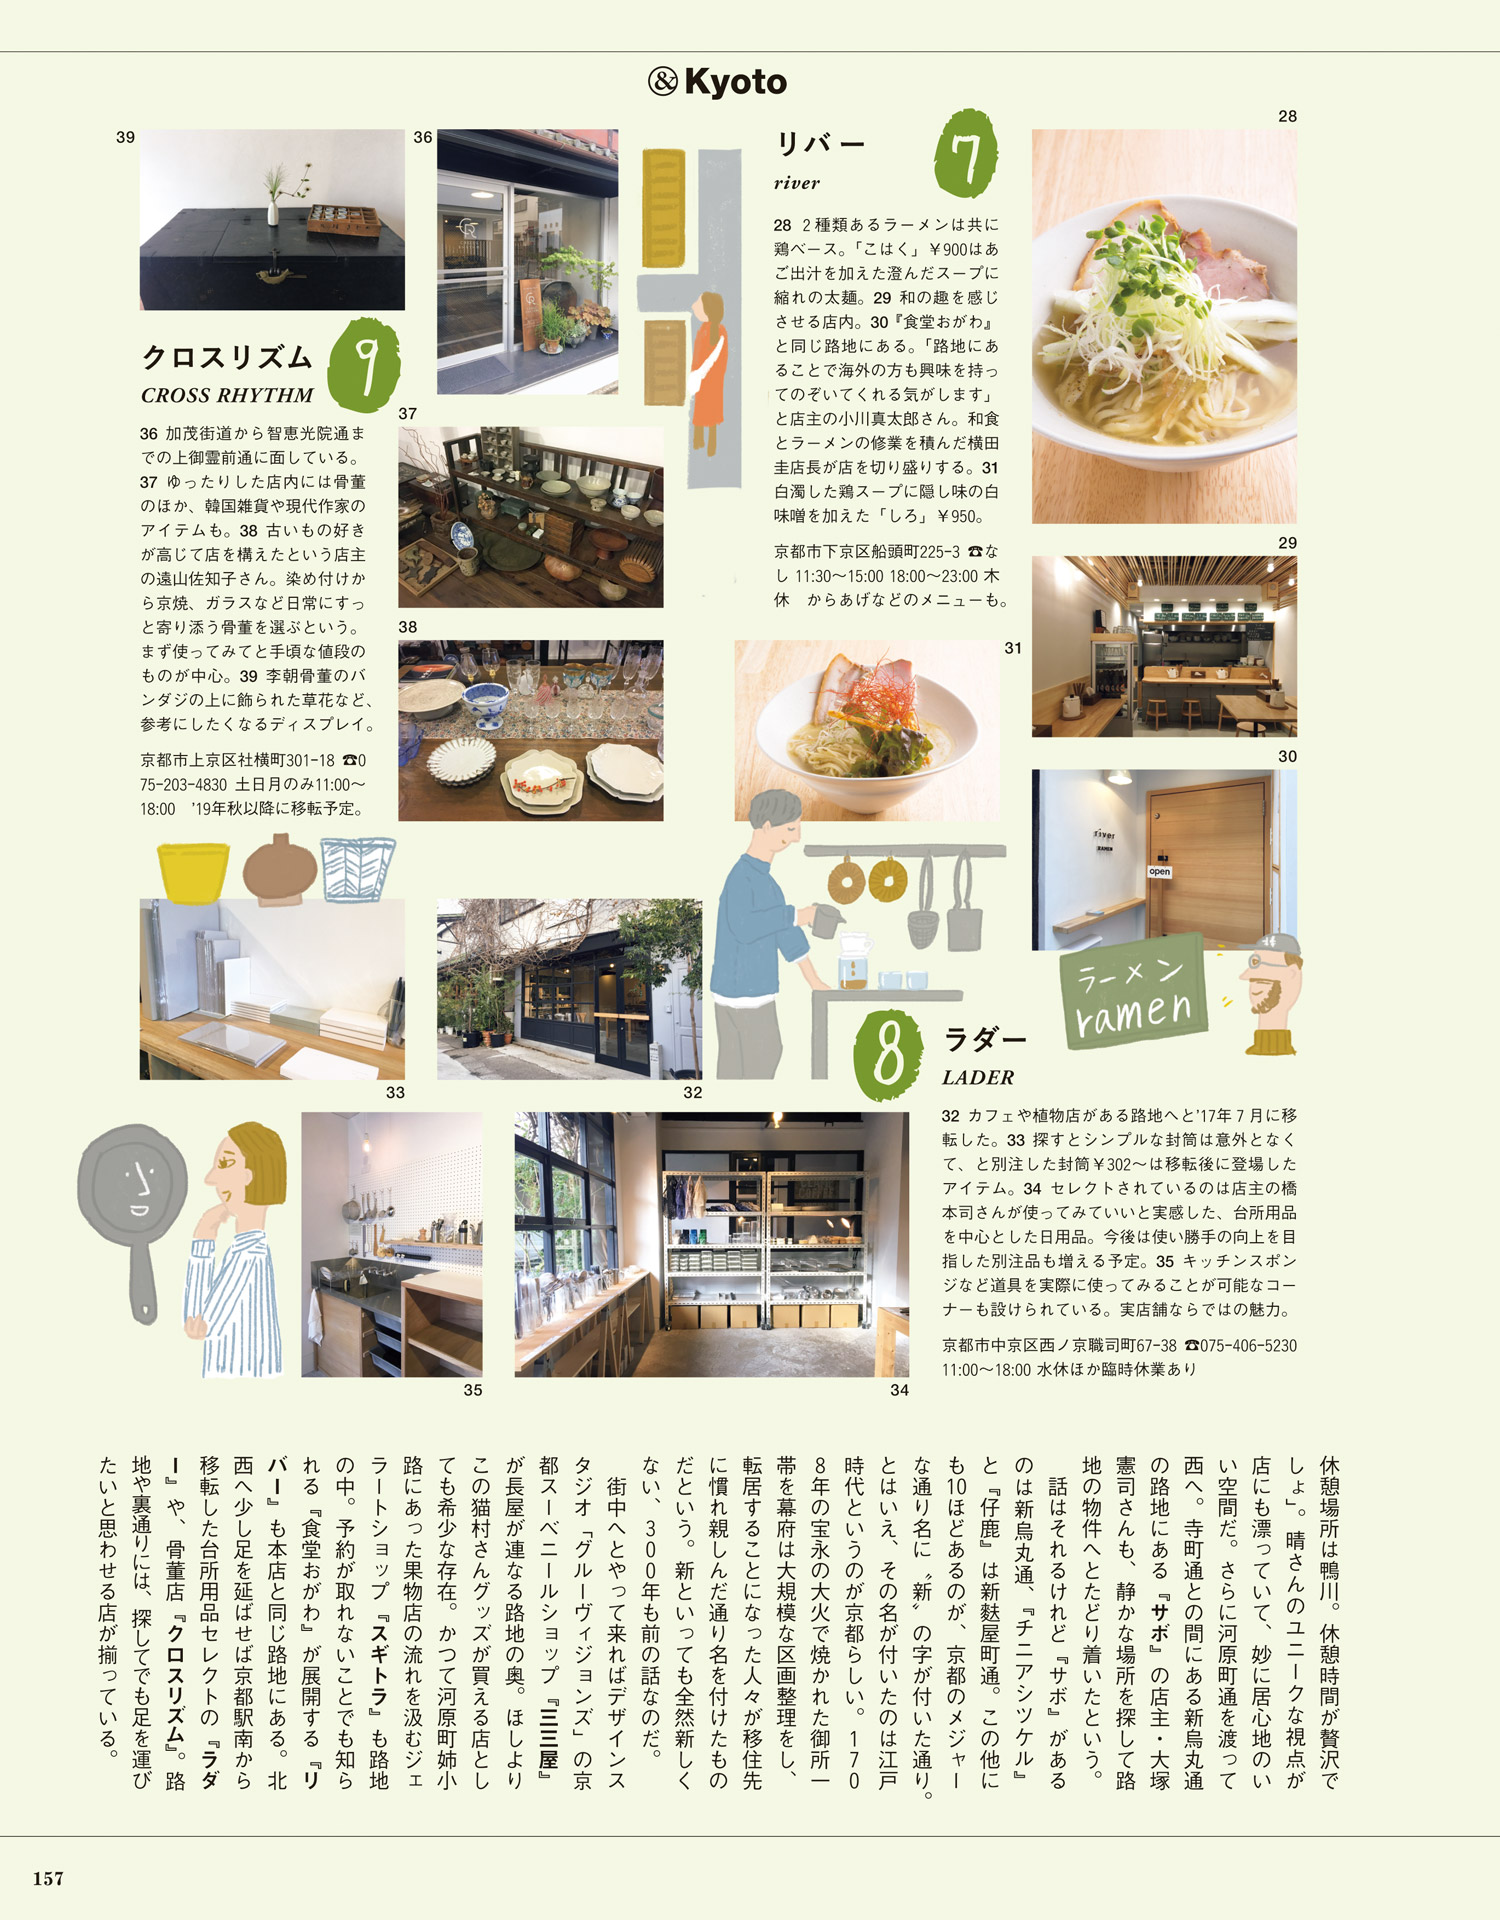 &Kyoto
28
リバー
river
7
28 2種類あるラーメンは共に
鶏ベース。「こはく」￥900はあ
ご出汁を加えた澄んだスープに
縮れの太麺。29 和の趣を感じ
させる店内。30『食堂おがわ』
と同じ路地にある。「路地にあ
ることで海外の方も興味を持っ
てのぞいてくれる気がします」
と店主の小川真太郎さん。和食
とラーメンの修業を積んだ横田
圭店長が店を切り盛りする。31
白濁した鶏スープに隠し味の白
味噌を加えた「しろ」￥950。
京都市下京区船頭町225-3 ☎な
し 11:30〜15:00 18:00〜23:00 木
休　からあげなどのメニューも。
29
31
30
river
RAMEN
open
ラーメン
ramen
8
ラダー
LADER
32 カフェや植物店がある路地へと'17年７月に移
転した。33 探すとシンプルな封筒は意外となく
て、と別注した封筒￥302〜は移転後に登場した
アイテム。34 セレクトされているのは店主の橋
本司さんが使ってみていいと実感した、台所用品
を中心とした日用品。今後は使い勝手の向上を目
指した別注品も増える予定。35 キッチンスポン
ジなど道具を実際に使ってみることが可能なコー
ナーも設けられている。実店舗ならではの魅力。
京都市中京区西ノ京職司町67-38 ☎075-406-5230
11:00〜18:00 水休ほか臨時休業あり
39
36
CR
クロスリズム
CROSS RHYTHM
9
36 加茂街道から智恵光院通ま
での上御霊前通に面している。
37 ゆったりした店内には骨董
のほか、韓国雑貨や現代作家の
アイテムも。38 古いもの好き
が高じて店を構えたという店主
の遠山佐知子さん。染め付けか
ら京焼、ガラスなど日常にすっ
と寄り添う骨董を選ぶという。
まず使ってみてと手頃な値段の
ものが中心。39 李朝骨董のバ
ンダジの上に飾られた草花など、
参考にしたくなるディスプレイ。
京都市上京区社横町301-18 ☎0
75-203-4830 土日月のみ11:00〜
18:00　'19年秋以降に移転予定。
37
38
33
32
35
34
休憩場所は鴨川。休憩時間が贅沢で
しょ」。晴さんのユニークな視点が
店にも漂っていて、妙に居心地のい
い空間だ。さらに河原町通を渡って
西へ。寺町通との間にある新烏丸通
の路地にある『サボ』の店主・大塚
憲司さんも、静かな場所を探して路
地の物件へとたどり着いたという。
　話はそれるけれど『サボ』がある
のは新烏丸通、『チニアシツケル』
と『仔鹿』は新麩屋町通。この他に
も10ほどあるのが、京都のメジャー
な通り名に〝新〟の字が付いた通り。
とはいえ、その名が付いたのは江戸
時代というのが京都らしい。170
8年の宝永の大火で焼かれた御所一
帯を幕府は大規模な区画整理をし、
転居することになった人々が移住先
に慣れ親しんだ通り名を付けたもの
だという。新といっても全然新しく
ない、300年も前の話なのだ。
　街中へとやって来ればデザインス
タジオ「グルーヴィジョンズ」の京
都スーベニールショップ『三三屋』
が長屋が連なる路地の奥。ほしより
この猫村さんグッズが買える店とし
ても希少な存在。かつて河原町姉小
路にあった果物店の流れを汲むジェ
ラートショップ『スギトラ』も路地
の中。予約が取れないことでも知ら
れる『食堂おがわ』が展開する『リ
バー』も本店と同じ路地にある。北
西へ少し足を延ばせば京都駅南から
移転した台所用品セレクトの『ラダ
ー』や、骨董店『クロスリズム』。路
地や裏通りには、探してでも足を運び
たいと思わせる店が揃っている。
157